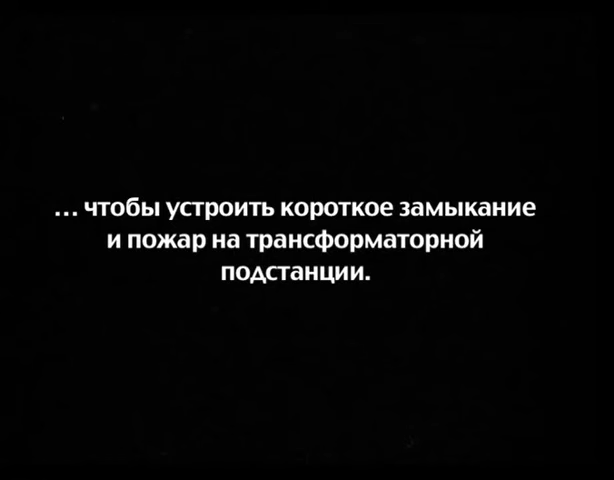 ... чтобы устроить короткое замыкание
и пожар на трансформаторной
подстанции.